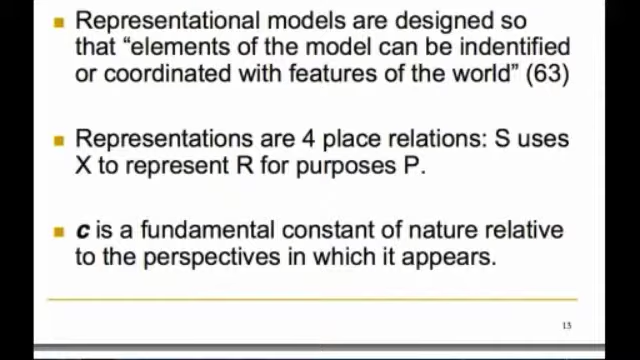 Representational models are designed so
that “elements of the model can be indentified
or coordinated with features of the world” (63)
Representations are 4 place relations: S uses
X to represent R for purposes P.
c is a fundamental constant of nature relative
to the perspectives in which it appears.
13